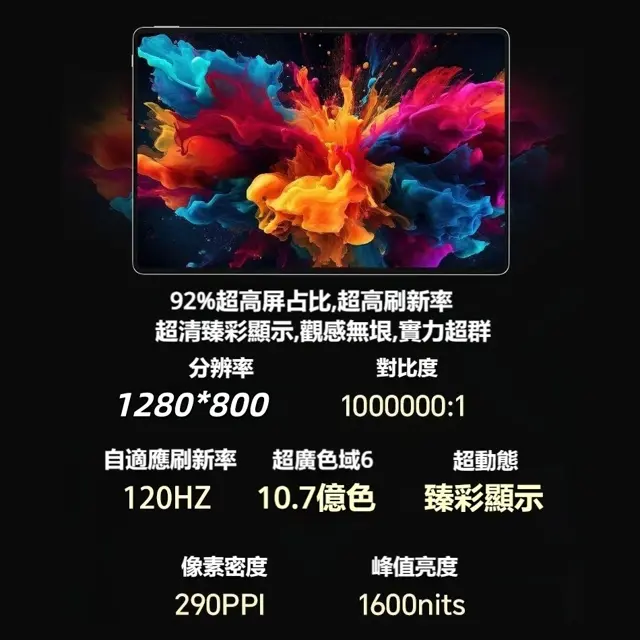 92%超高屏占比,超高刷新率
超清臻彩顯示,觀感無垠,實力超群
分辨率 對比度
1280*800 1000000:1
自適應刷新率 超廣色域6 超動態
120HZ 10.7億色 臻彩顯示
像素密度 峰值亮度
290PPI 1600nits